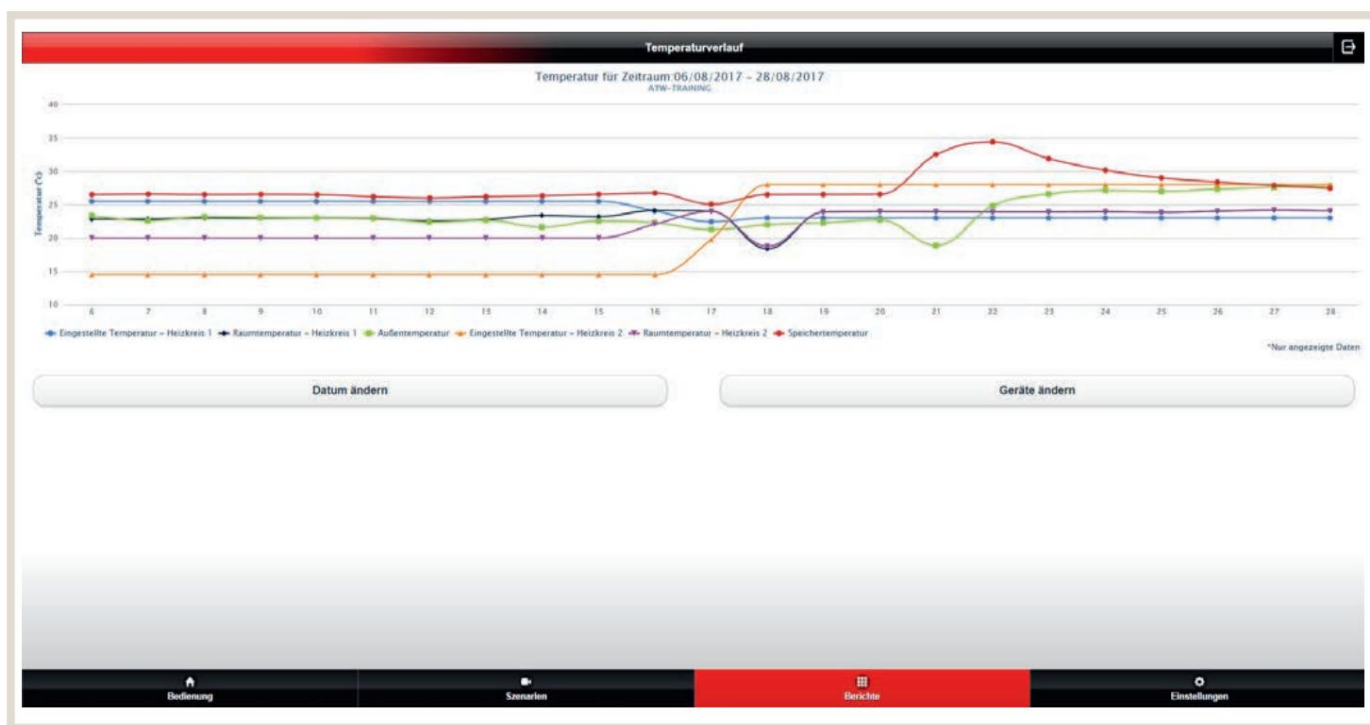 Temperaturverlauf
Temperatur für Zeitraum:06/08/2017 - 28/08/2017
ATW-TRAINING
Temperatur (°c)
40
35
30
25
20
15
10
6 7 8 9 10 11 12 13 14 15 16 17 18 19 20 21 22 23 24 25 26 27 28
Eingestellte Temperatur - Heizkreis 1 Raumtemperatur - Heizkreis 1 Außentemperatur Eingestellte Temperatur - Heizkreis 2 Raumtemperatur - Heizkreis 2 Speichertemperatur
*Nur angezeigte Daten
Datum ändern Geräte ändern
Bedienung Szenarien Berichte Einstellungen